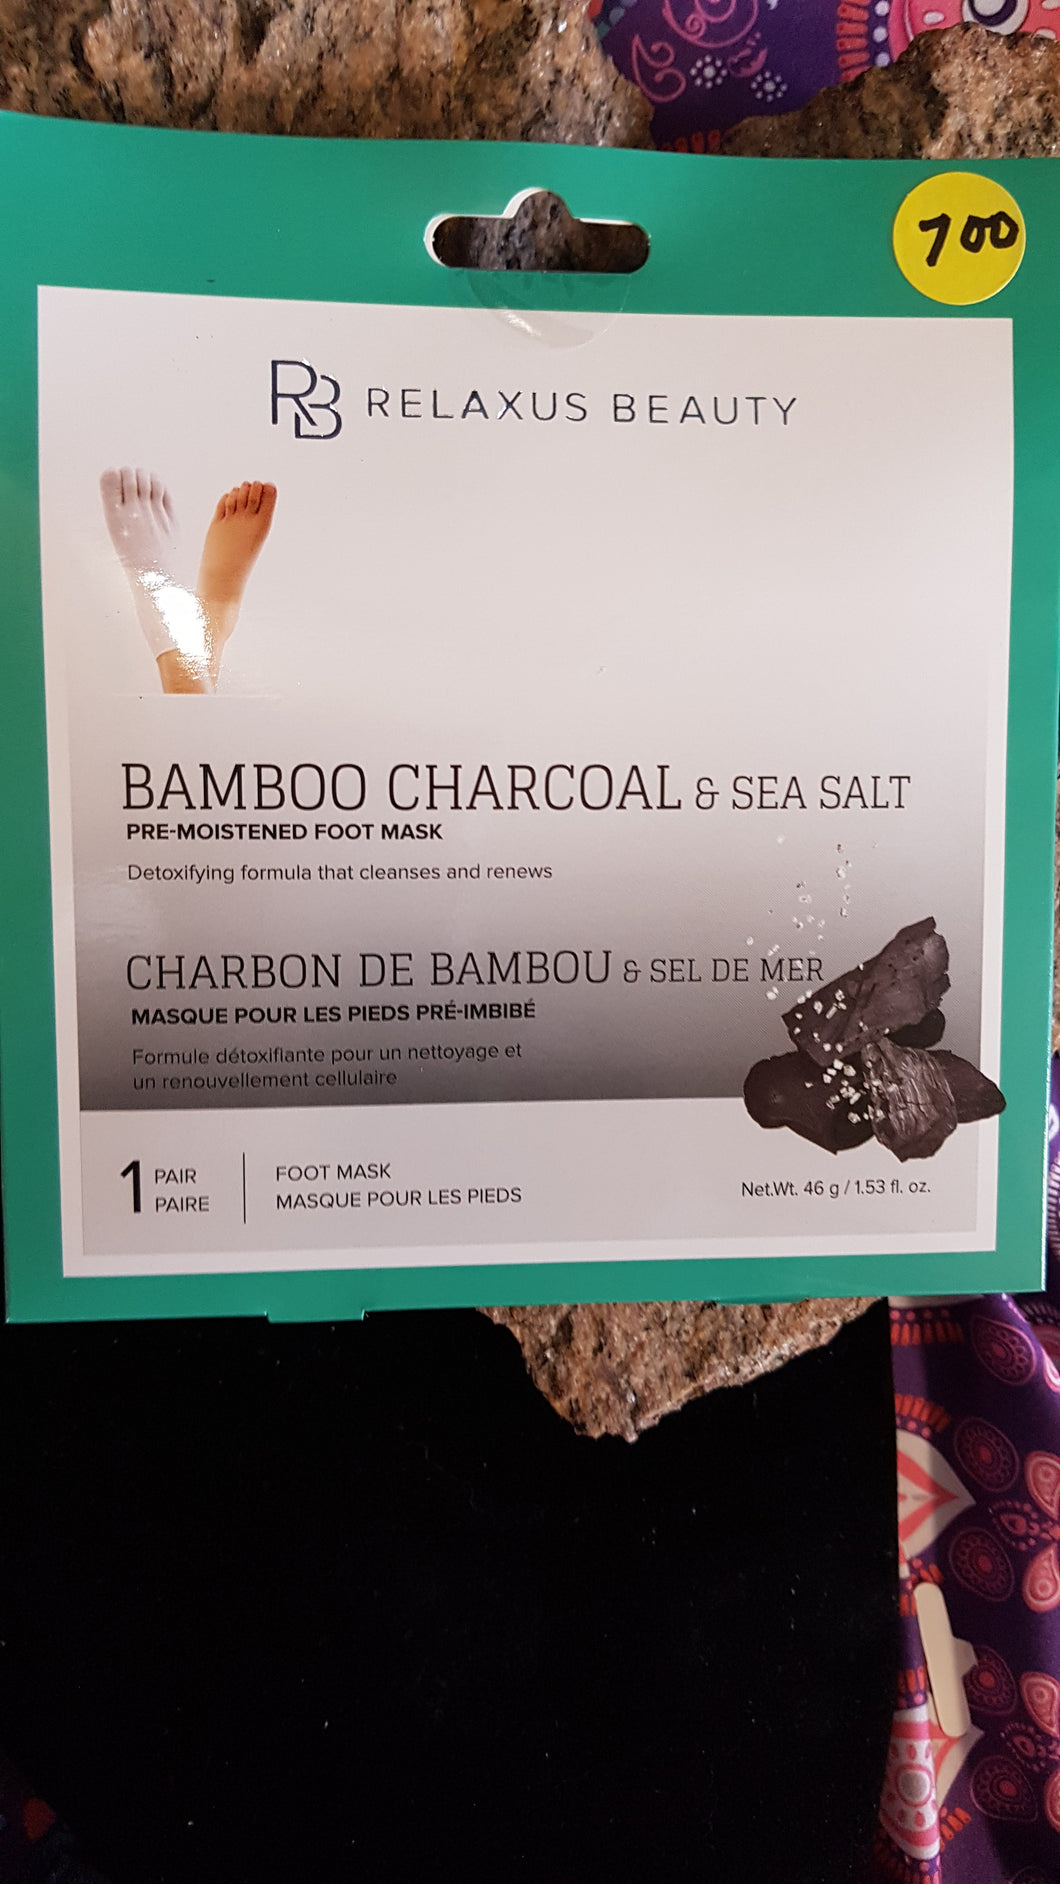 700
RB RELAXUS BEAUTY
BAMBOO CHARCOAL & SEA SALT
PRE-MOISTENED FOOT MASK
Detoxifying formula that cleanses and renews
CHARBON DE BAMBOU & SEL DE MER
MASQUE POUR LES PIEDS PRÉ-IMBIBÉ
Formule détoxifiante pour un nettoyage et
un renouvellement cellulaire
1 PAIR
PAIRE
FOOT MASK
MASQUE POUR LES PIEDS
Net.Wt. 46 g / 1.53 fl. oz.